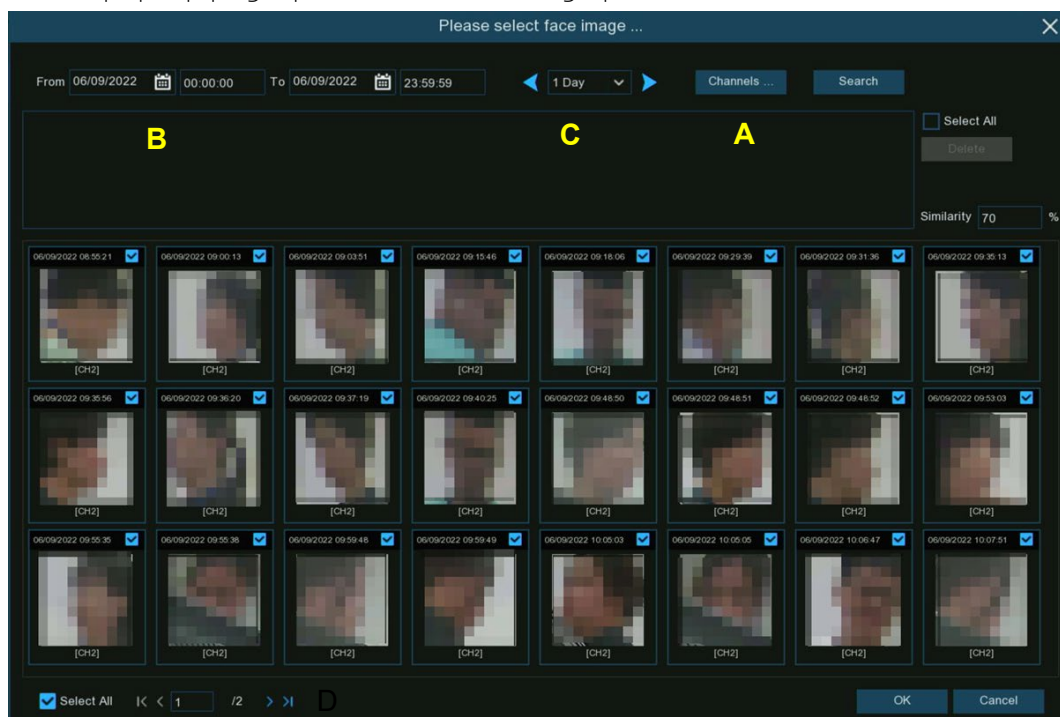 Please select face image ...
From 06/09/2022 00:00:00 To 06/09/2022 23:59:59 1 Day Channels ... Search
B C A
Select All
Delete
Similarity 70 %
06/09/2022 08:55:21 06/09/2022 09:00:13 06/09/2022 09:03:51 06/09/2022 09:15:46 06/09/2022 09:18:06 06/09/2022 09:29:39 06/09/2022 09:31:36 06/09/2022 09:35:13
[CH2] [CH2] [CH2] [CH2] [CH2] [CH2] [CH2] [CH2]
06/09/2022 09:35:56 06/09/2022 09:36:20 06/09/2022 09:37:19 06/09/2022 09:40:25 06/09/2022 09:48:50 06/09/2022 09:48:51 06/09/2022 09:48:52 06/09/2022 09:53:03
[CH2] [CH2] [CH2] [CH2] [CH2] [CH2] [CH2] [CH2]
06/09/2022 09:55:35 06/09/2022 09:55:38 06/09/2022 09:59:48 06/09/2022 09:59:49 06/09/2022 10:05:03 06/09/2022 10:05:05 06/09/2022 10:06:47 06/09/2022 10:07:51
[CH2] [CH2] [CH2] [CH2] [CH2] [CH2] [CH2] [CH2]
Select All 1 /2 D OK Cancel